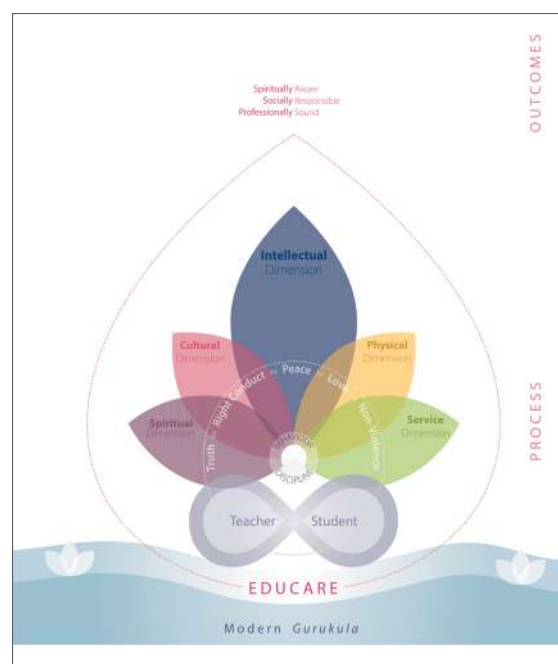 OUTCOMES
Spiritually Aware
Socially Responsible
Professionally Sound
Intellectual
Dimension
Cultural
Dimension
Physical
Dimension
Truth Right Conduct Peace Love Non Violence
Spiritual
Dimension
Service
Dimension
PROCESS
DISCIPLINE
Teacher
Student
EDUCARE
Modern Gurukula